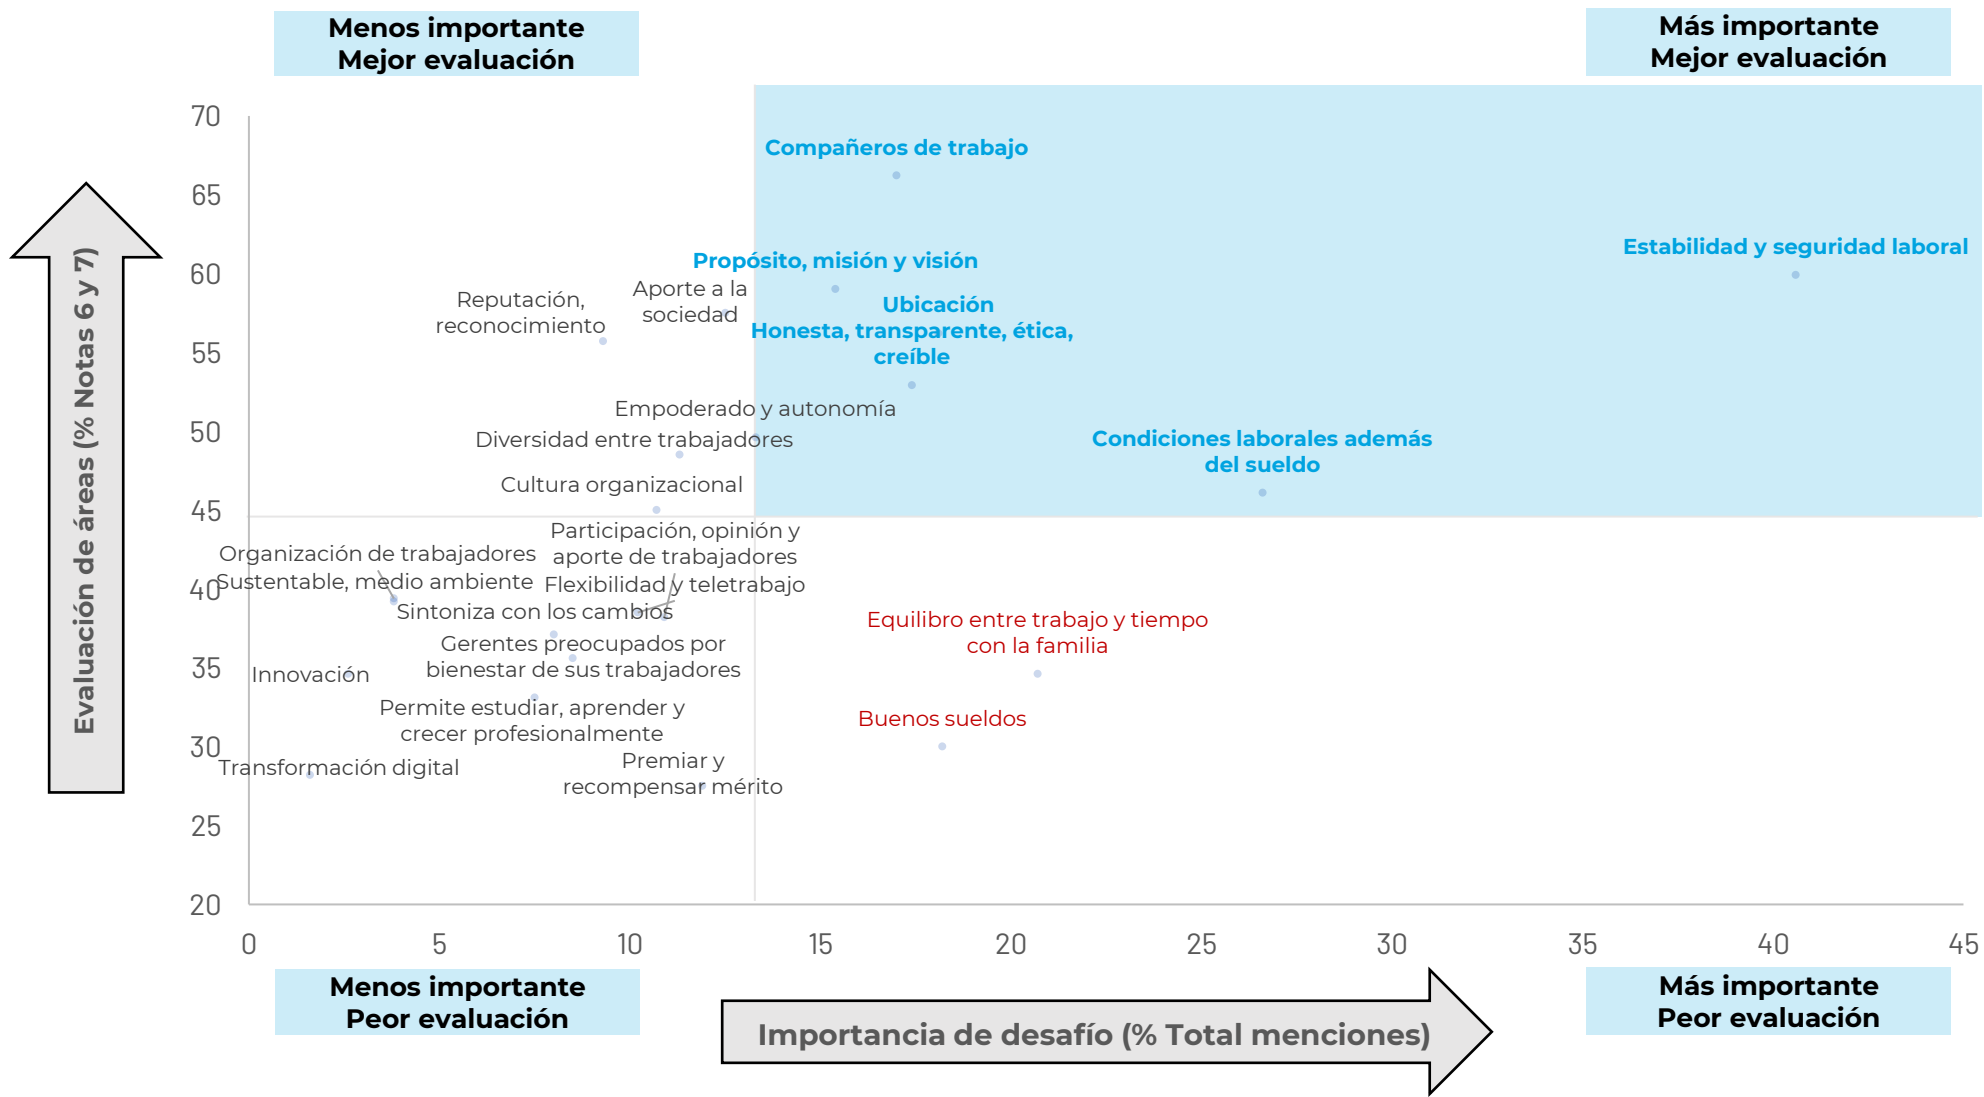 Menos importante
Mejor evaluación
Más importante
Mejor evaluación
Evaluación de áreas (% Notas 6 y 7)
70
65
60
55
50
45
40
35
30
25
20
Compañeros de trabajo
Estabilidad y seguridad laboral
Propósito, misión y visión
Aporte a la
sociedad
Reputación,
reconocimiento
Ubicación
Honesta, transparente, ética,
creíble
Empoderado y autonomía
Diversidad entre trabajadores
Condiciones laborales además
del sueldo
Cultura organizacional
Participación, opinión y
aporte de trabajadores
Organización de trabajadores
Sustentable, medio ambiente
Flexibilidad y teletrabajo
Sintoniza con los cambios
Equilibro entre trabajo y tiempo
con la familia
Gerentes preocupados por
bienestar de sus trabajadores
Innovación
Permite estudiar, aprender y
crecer profesionalmente
Buenos sueldos
Transformación digital
Premiar y
recompensar mérito
0
5
10
15
20
25
30
35
40
45
Menos importante
Peor evaluación
Importancia de desafío (% Total menciones)
Más importante
Peor evaluación